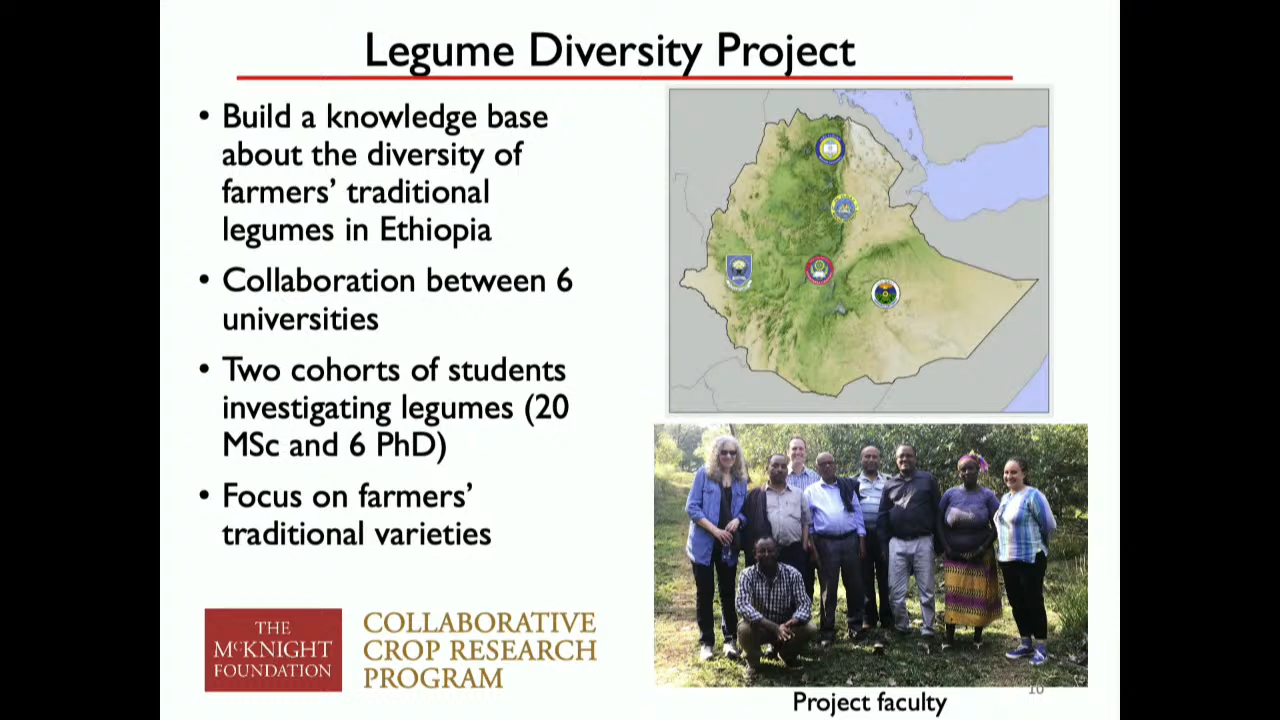 Legume Diversity Project
• Build a knowledge base
about the diversity of
farmers’ traditional
legumes in Ethiopia
• Collaboration between 6
universities
• Two cohorts of students
investigating legumes (20
MSc and 6 PhD)
• Focus on farmers’
traditional varieties
THE
McKNIGHT
FOUNDATION
COLLABORATIVE
CROP RESEARCH
PROGRAM
Project faculty
10